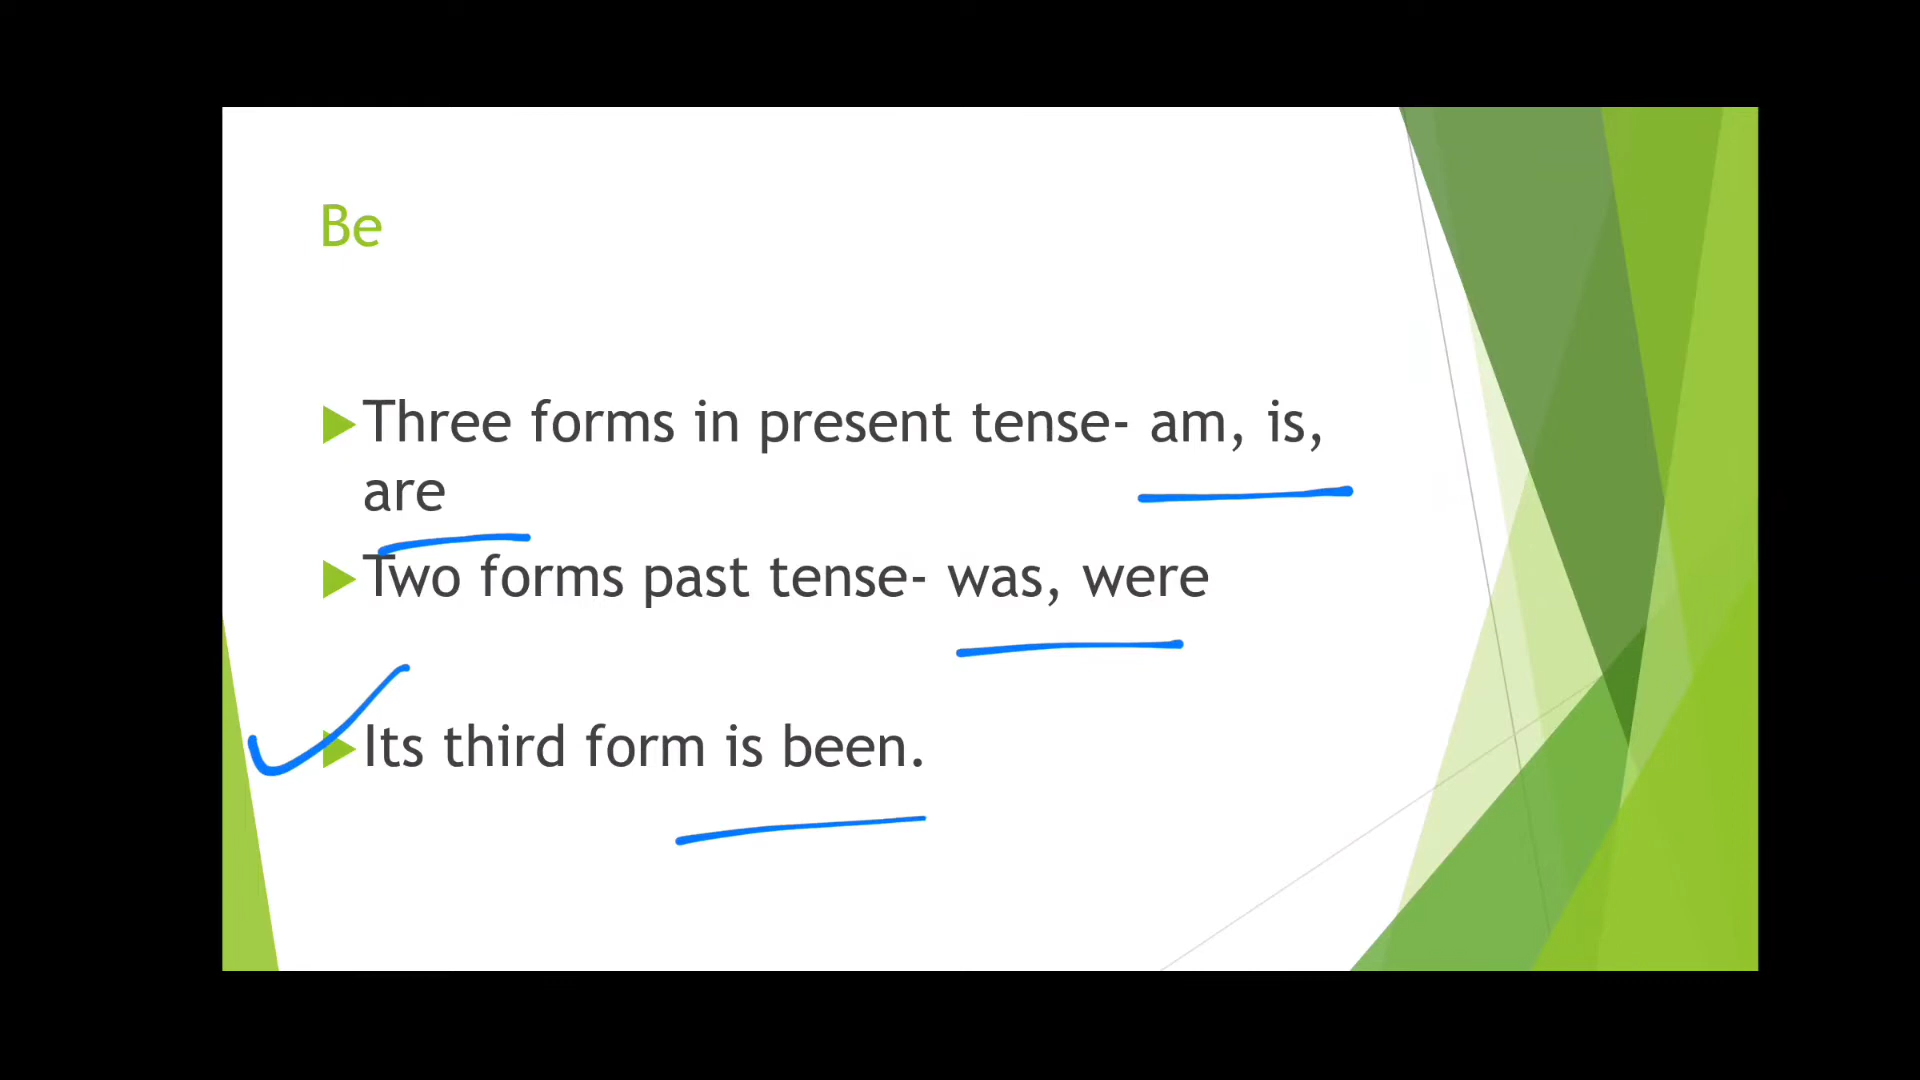 Be
Three forms in present tense- am, is,
are
Two forms past tense- was, were
Its third form is been.